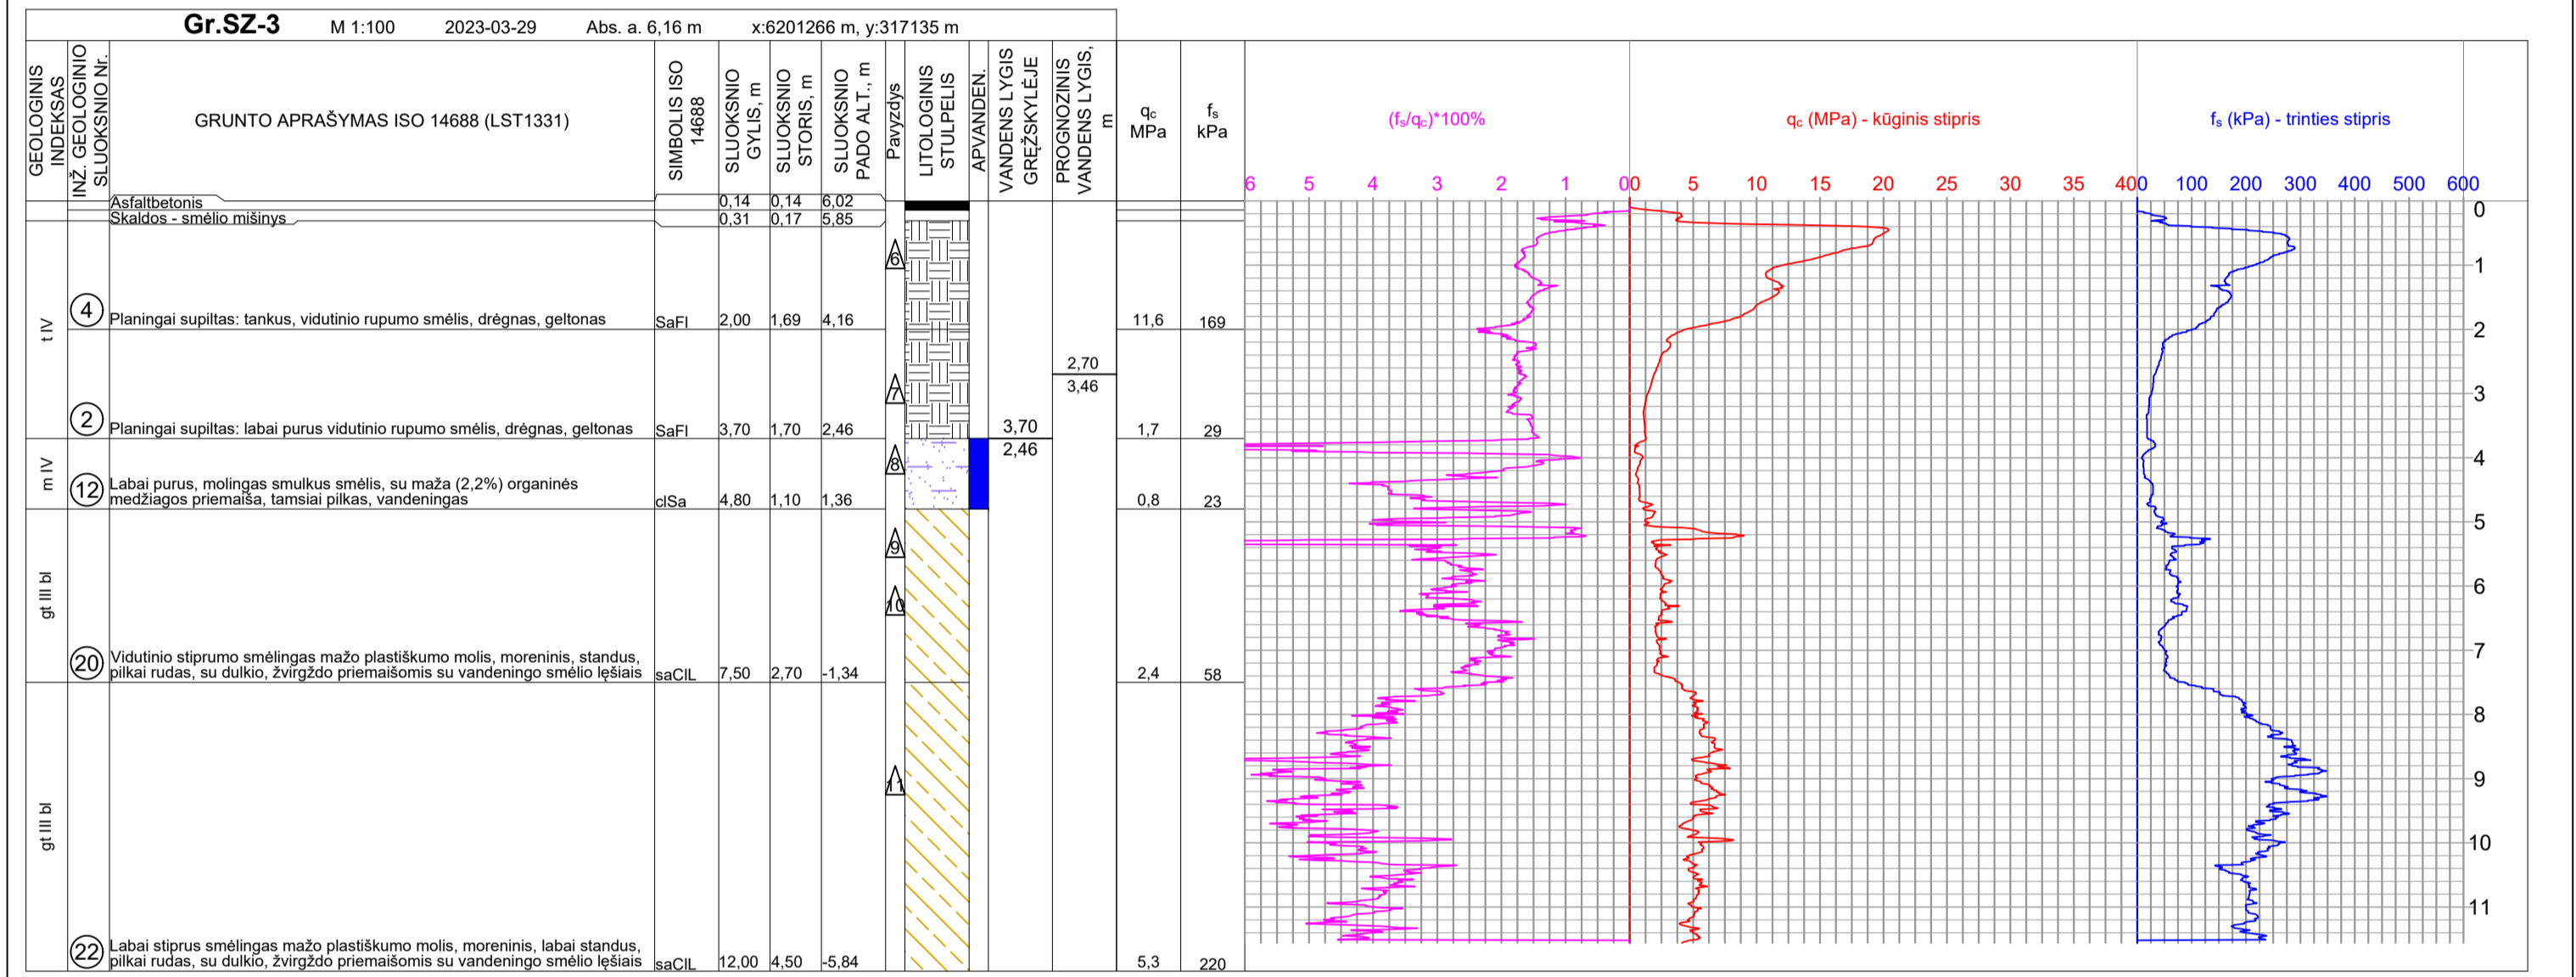 Gr.SZ-3 M 1:100 2023-03-29 Abs. a. 6,16 m x:6201266 m, y:317135 m
GEOLOGINIS
INDEKSAS
INŽ. GEOLOGINIO
SLUOKSNIO Nr.
GRUNTO APRAŠYMAS ISO 14688 (LST1331)
SIMBOLIS ISO
14688
SLUOKSNIO
GYLIS, m
SLUOKSNIO
STORIS, m
SLUOKSNIO
PADO ALT., m
Pavyzdys
LITOLOGINIS
STULPELIS
APVANDEN.
VANDENS LYGIS
GRĘŽSKYLĖJE
PROGNOZINIS
VANDENS LYGIS,
m
qc
MPa
fs
kPa
(fs/qc)*100%
qc (MPa) - kūginis stipris
fs (kPa) - trinties stipris
6 5 4 3 2 1 0
0 5 10 15 20 25 30 35 40
0 100 200 300 400 500 600
Asfaltbetonis 0,14 0,14 6,02
Skaldos - smėlio mišinys 0,31 0,17 5,85
t IV
6
4 Planingai supiltas: tankus, vidutinio rupumo smėlis, drėgnas, geltonas SaFI 2,00 1,69 4,16 11,6 169
2,70
3,46
7
2 Planingai supiltas: labai purus vidutinio rupumo smėlis, drėgnas, geltonas SaFI 3,70 1,70 2,46 1,7 29
3,70
2,46
m IV
8
12 Labai purus, molingas smulkus smėlis, su maža (2,2%) organinės
medžiagos priemaiša, tamsiai pilkas, vandeningas clSa 4,80 1,10 1,36 0,8 23
gt III bl
9
10
20 Vidutinio stiprumo smėlingas mažo plastiškumo molis, moreninis, standus,
pilkai rudas, su dulkio, žvirgždo priemaišomis su vandeningo smėlio lęšiais saClL 7,50 2,70 -1,34 2,4 58
gt III bl
11
22 Labai stiprus smėlingas mažo plastiškumo molis, moreninis, labai standus,
pilkai rudas, su dulkio, žvirgždo priemaišomis su vandeningo smėlio lęšiais saClL 12,00 4,50 -5,84 5,3 220
0
1
2
3
4
5
6
7
8
9
10
11